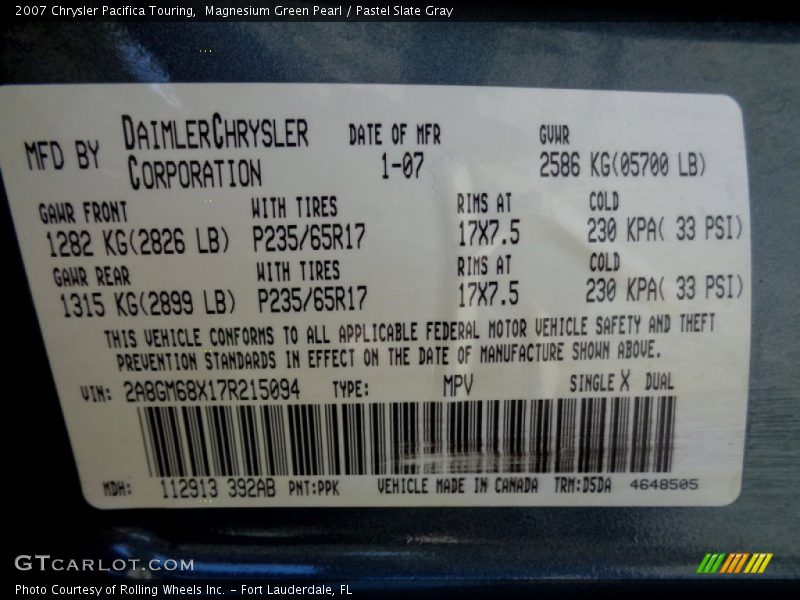 2007 Chrysler Pacifica Touring,  Magnesium Green Pearl / Pastel Slate Gray
MFD BY DAIMLERCHRYSLER CORPORATION
DATE OF MFR 1-07
GVWR 2586 KG(05700 LB)
GAWR FRONT WITH TIRES RIMS AT COLD
1282 KG(2826 LB) P235/65R17 17X7.5 230 KPA( 33 PSI)
GAWR REAR WITH TIRES RIMS AT COLD
1315 KG(2899 LB) P235/65R17 17X7.5 230 KPA( 33 PSI)
THIS VEHICLE CONFORMS TO ALL APPLICABLE FEDERAL MOTOR VEHICLE SAFETY AND THEFT
PREVENTION STANDARDS IN EFFECT ON THE DATE OF MANUFACTURE SHOWN ABOVE.
VIN: 2A8GM68X17R215094 TYPE: MPV SINGLE X DUAL
MDH: 112913 392AB PNT:PPK VEHICLE MADE IN CANADA TRM:D5DA 4648505
GTCARLOT.COM
Photo Courtesy of Rolling Wheels Inc. – Fort Lauderdale, FL